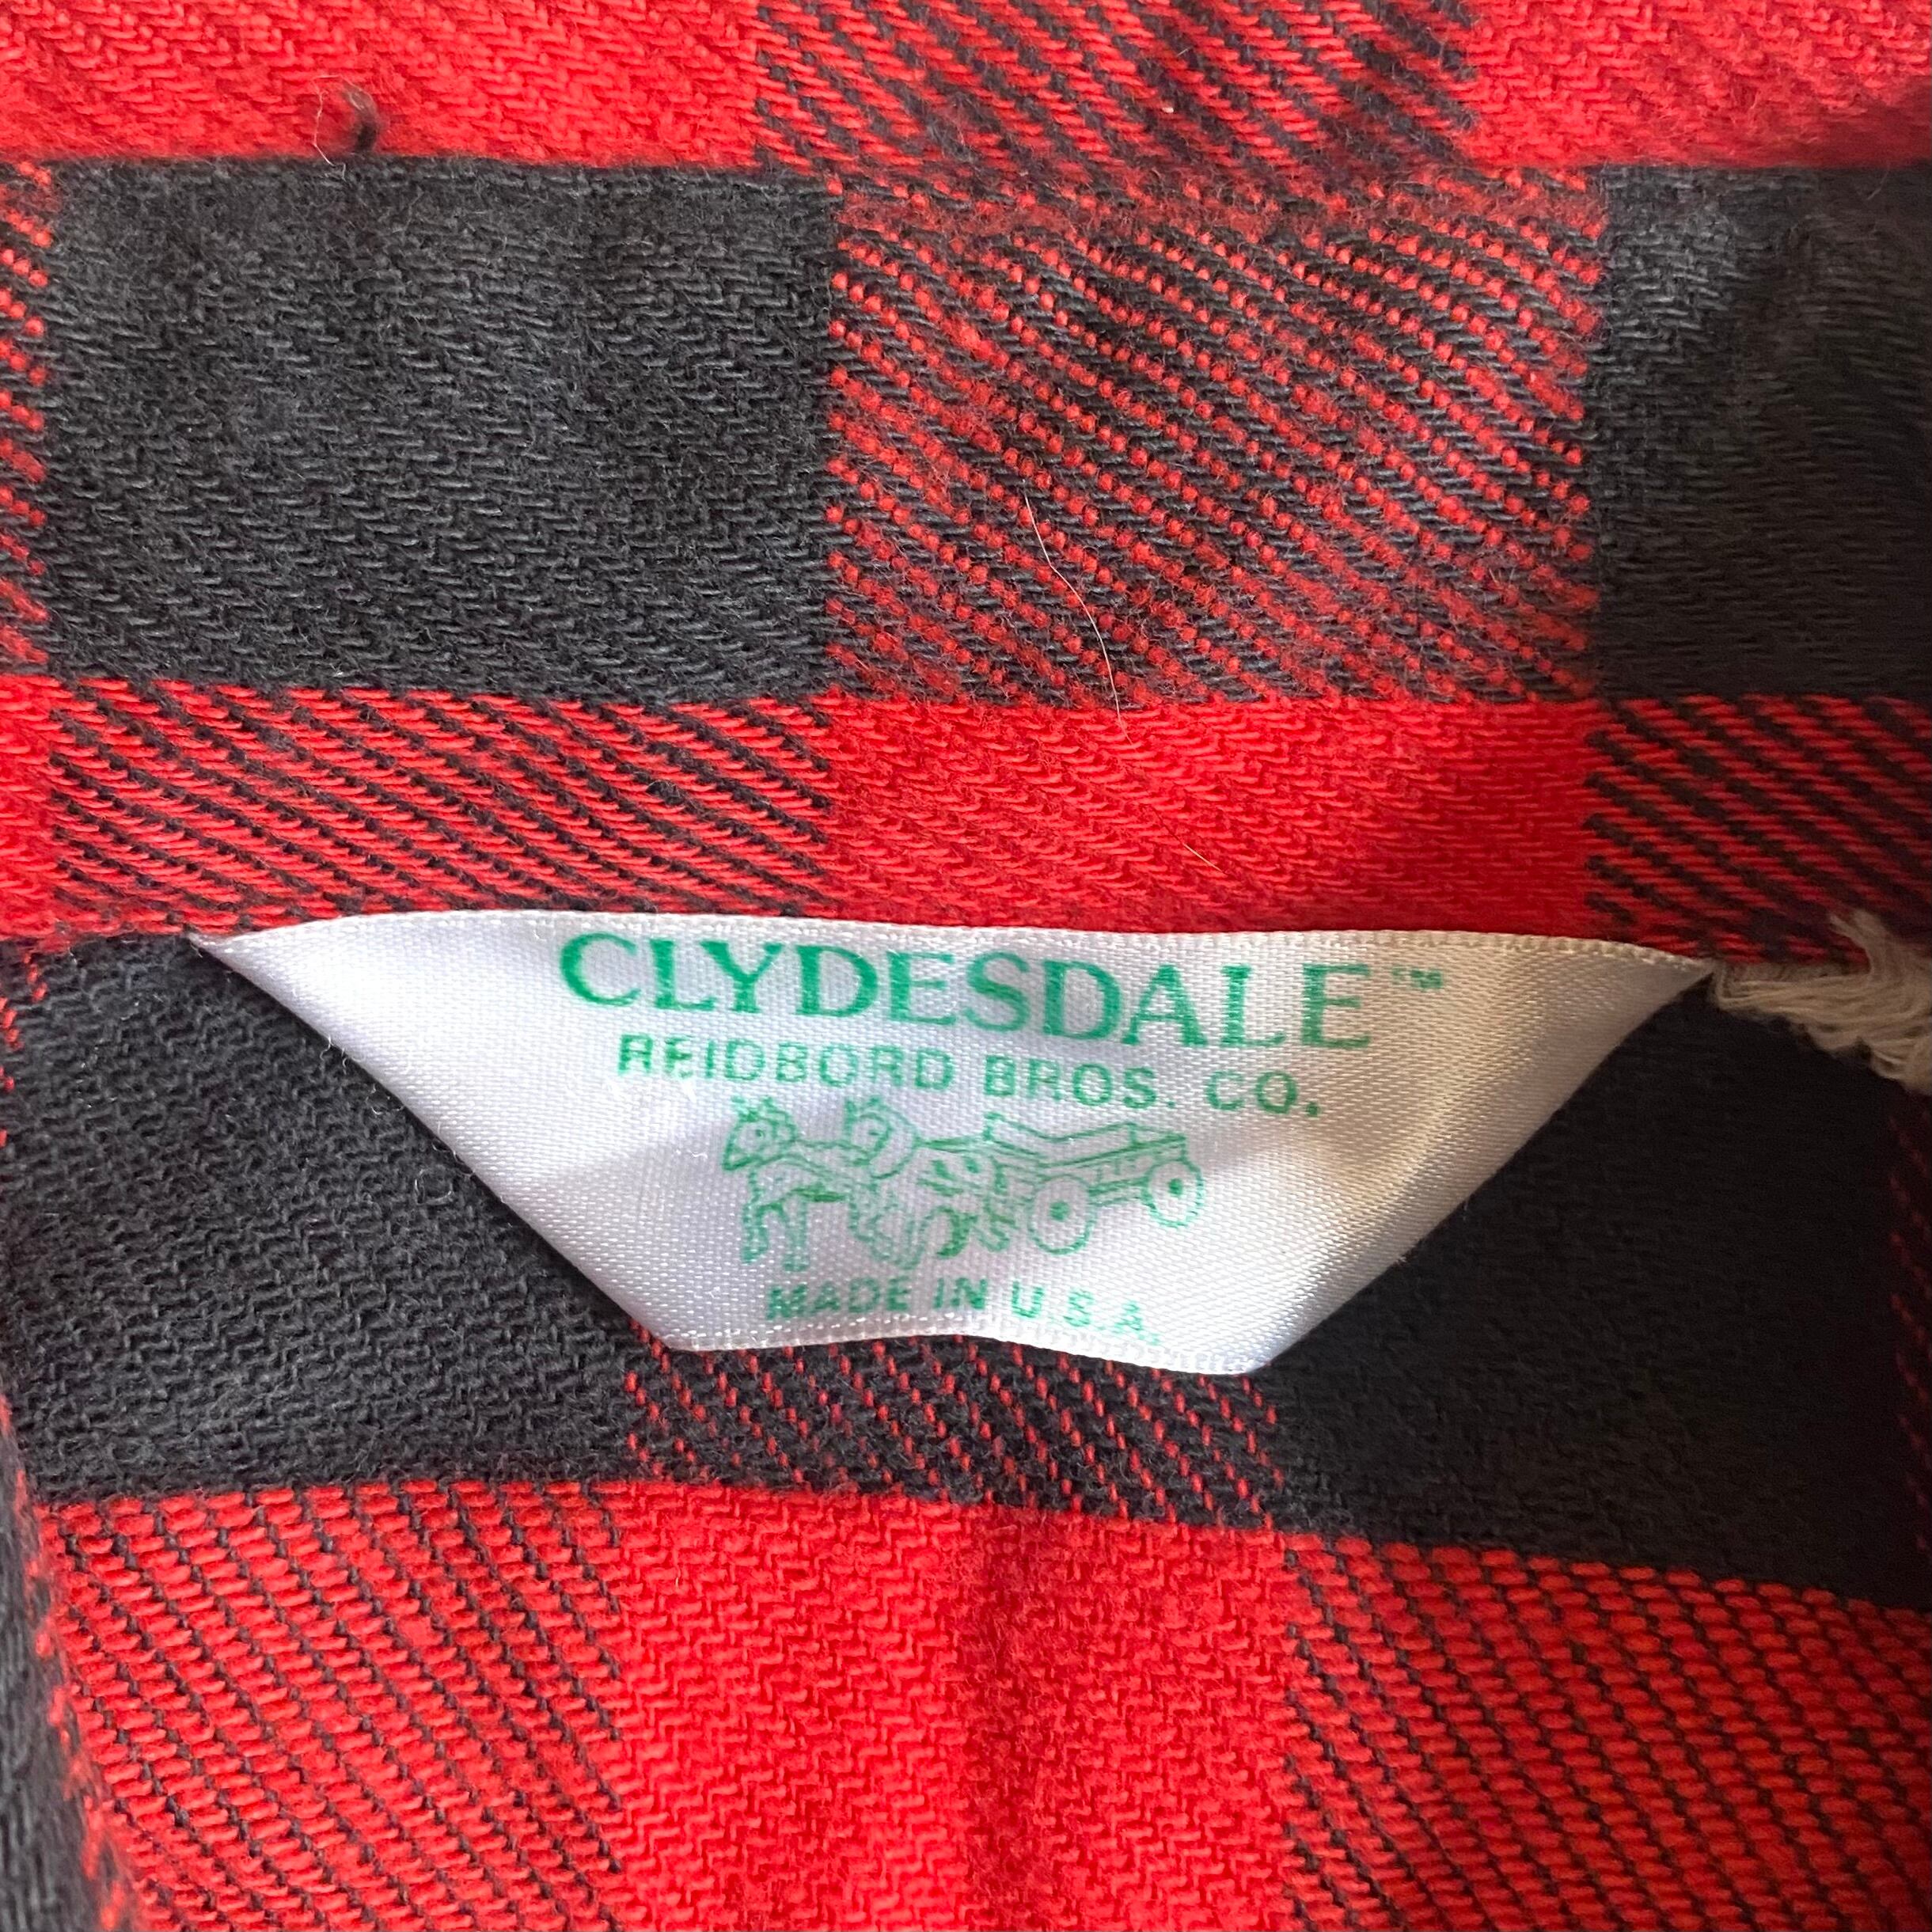 CLYDESDALE™
REIDBORD BROS. CO.
MADE IN U.S.A.